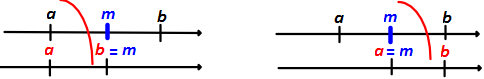 a m b
a b = m
a m b
a = m b